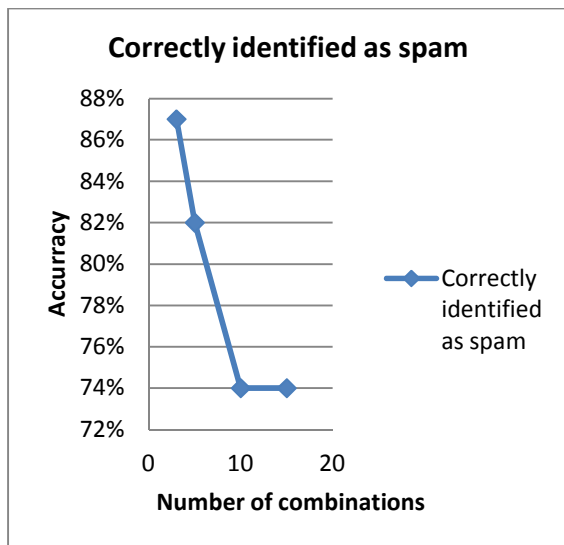 Correctly identified as spam
88%
86%
84%
82%
80%
78%
76%
74%
72%
Accurracy
0
10
20
Number of combinations
Correctly
identified
as spam